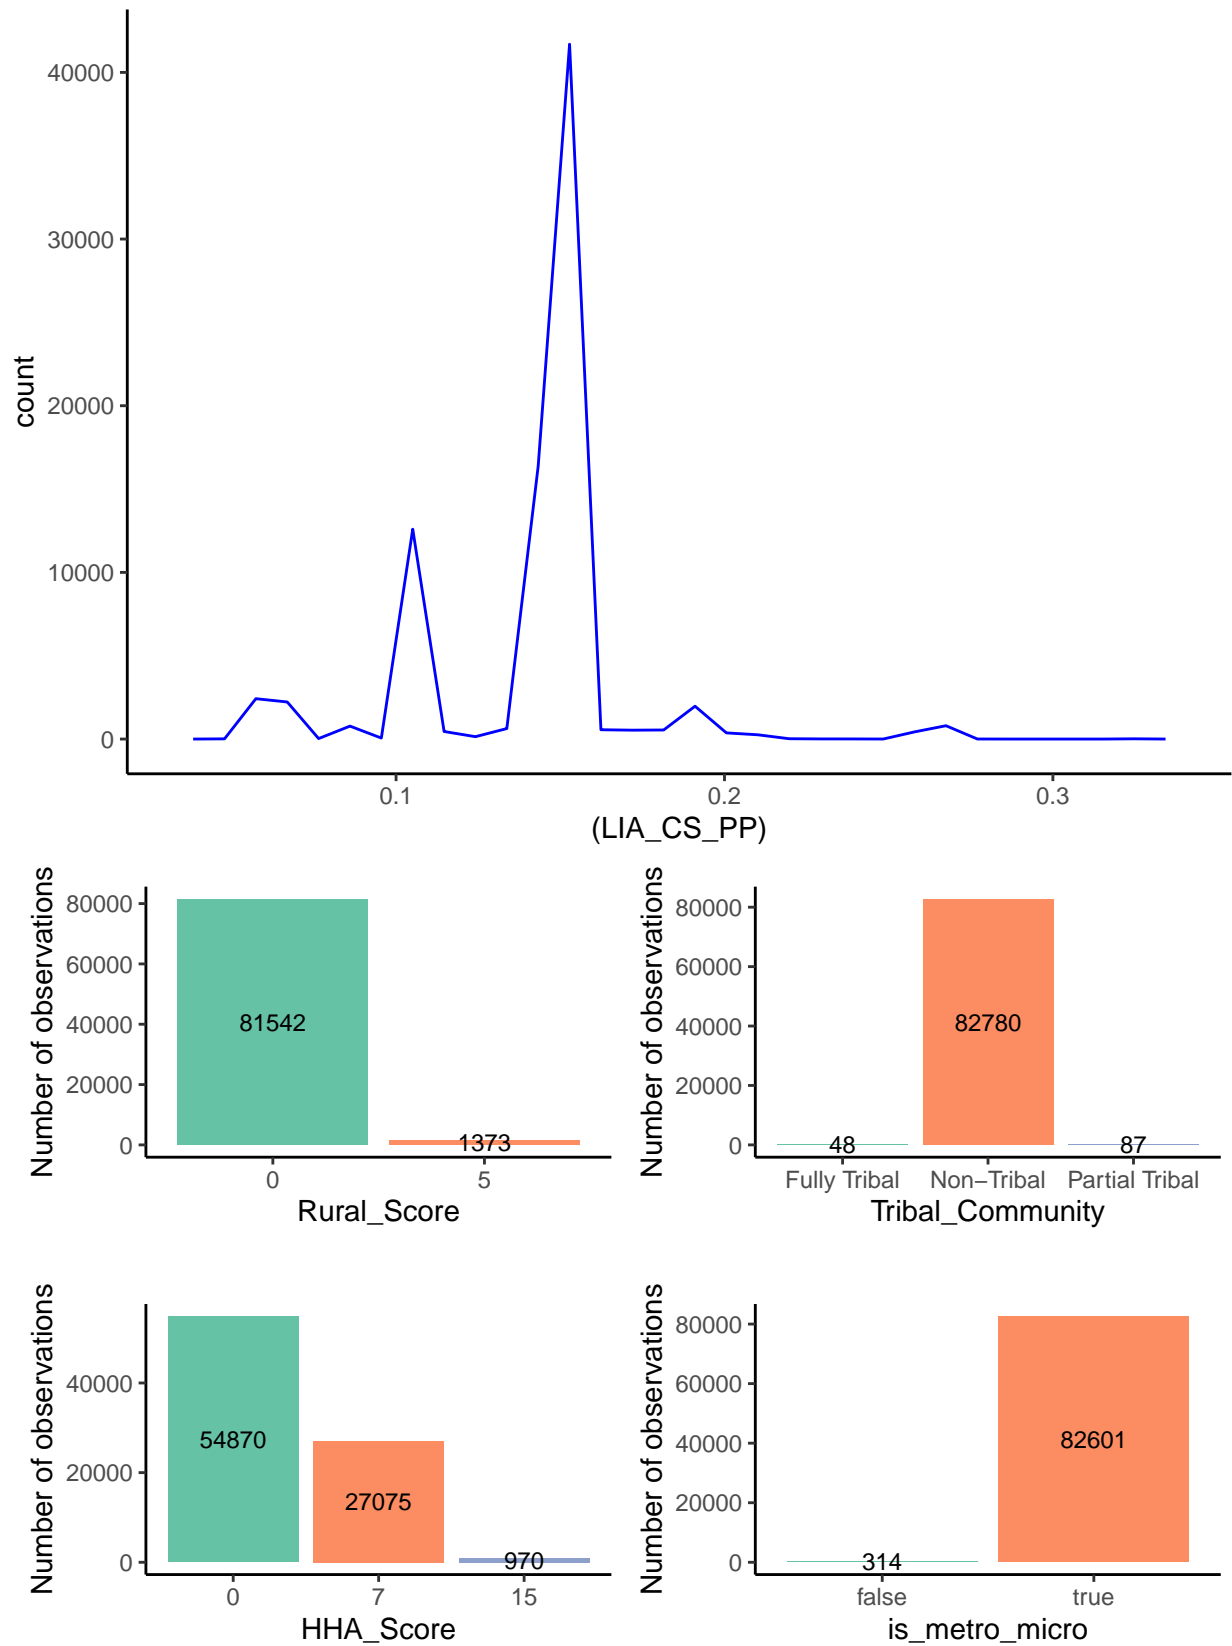 count
40000
30000
20000
10000
0
0.1 0.2 0.3
(LIA_CS_PP)
Number of observations
80000
60000
40000
20000
0
81542
1373
0 5
Rural_Score
Number of observations
80000
60000
40000
20000
0
48
82780
87
Fully Tribal Non−Tribal Partial Tribal
Tribal_Community
Number of observations
40000
20000
0
54870
27075
970
0 7 15
HHA_Score
Number of observations
80000
60000
40000
20000
0
314
82601
false true
is_metro_micro